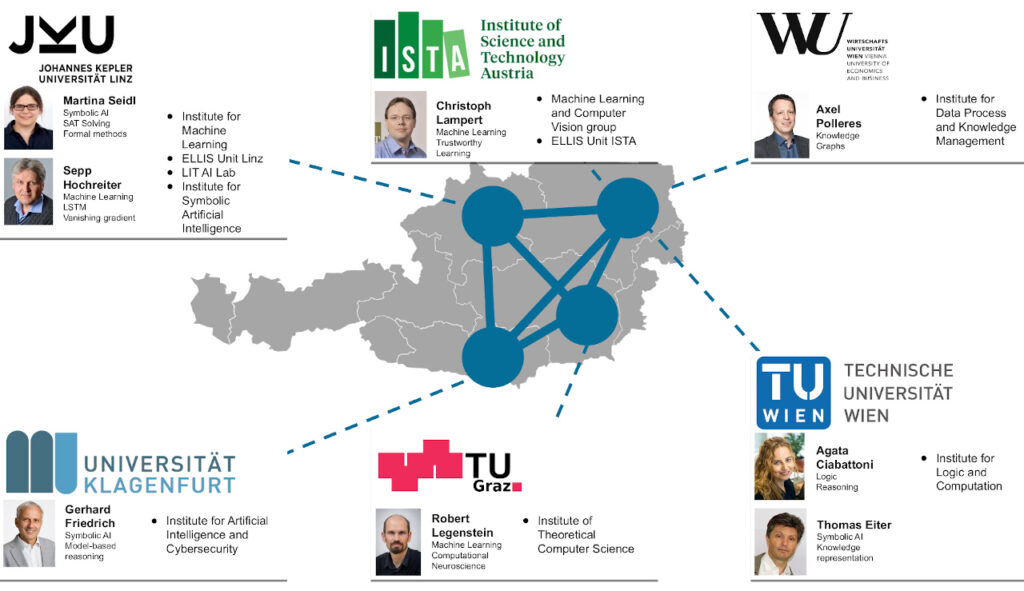 JKU
JOHANNES KEPLER
UNIVERSITÄT LINZ
Martina Seidl
Symbolic AI
SAT Solving
Formal methods
Sepp
Hochreiter
Machine Learning
LSTM
Vanishing gradient
• Institute for
Machine
Learning
• ELLIS Unit Linz
• LIT AI Lab
• Institute for
Symbolic
Artificial
Intelligence
ISTA
Institute of
Science and
Technology
Austria
Christoph
Lampert
Machine Learning
Trustworthy
Learning
• Machine Learning
and Computer
Vision group
• ELLIS Unit ISTA
WU
WIRTSCHAFTS
UNIVERSITÄT
WIEN VIENNA
UNIVERSITY OF
ECONOMICS
AND BUSINESS
Axel
Polleres
Knowledge
Graphs
• Institute for
Data Process
and Knowledge
Management
UNIVERSITÄT
KLAGENFURT
Gerhard
Friedrich
Symbolic AI
Model-based
reasoning
• Institute for Artificial
Intelligence and
Cybersecurity
TU
Graz
Robert
Legenstein
Machine Learning
Computational
Neuroscience
• Institute of
Theoretical
Computer Science
TU
WIEN
TECHNISCHE
UNIVERSITÄT
WIEN
Agata
Ciabattoni
Logic
Reasoning
• Institute for
Logic and
Computation
Thomas Eiter
Symbolic AI
Knowledge
representation